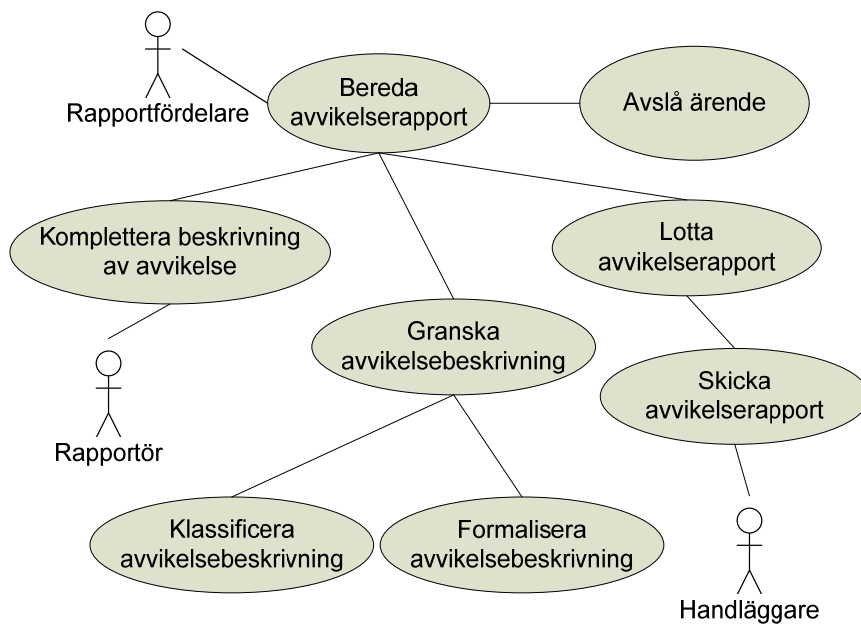 Rapportfördelare
Bereda
avvikelserapport
Avslå ärende
Komplettera beskrivning
av avvikelse
Lotta
avvikelserapport
Granska
avvikelsebeskrivning
Skicka
avvikelserapport
Rapportör
Klassificera
avvikelsebeskrivning
Formalisera
avvikelsebeskrivning
Handläggare